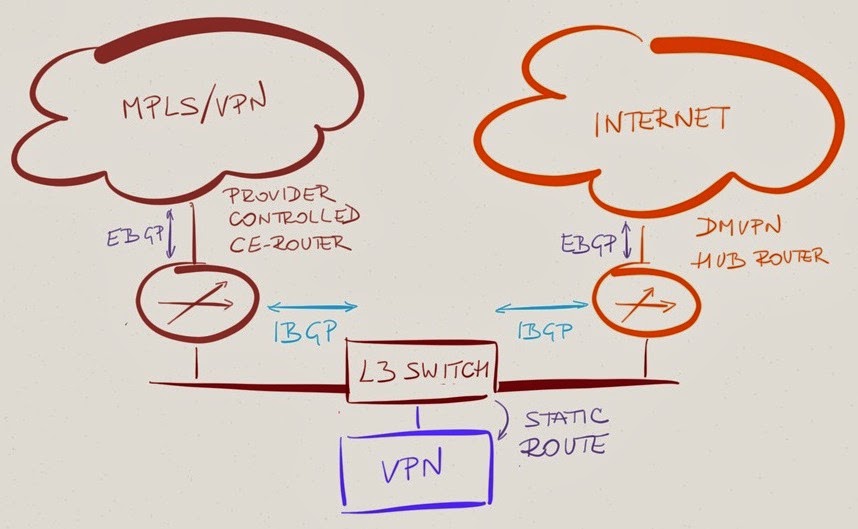 MPLS/VPN
INTERNET
PROVIDER
CONTROLLED
CE-ROUTER
EBGP
EBGP
DMVPN
HUB ROUTER
IBGP
IBGP
L3 SWITCH
STATIC
ROUTE
VPN